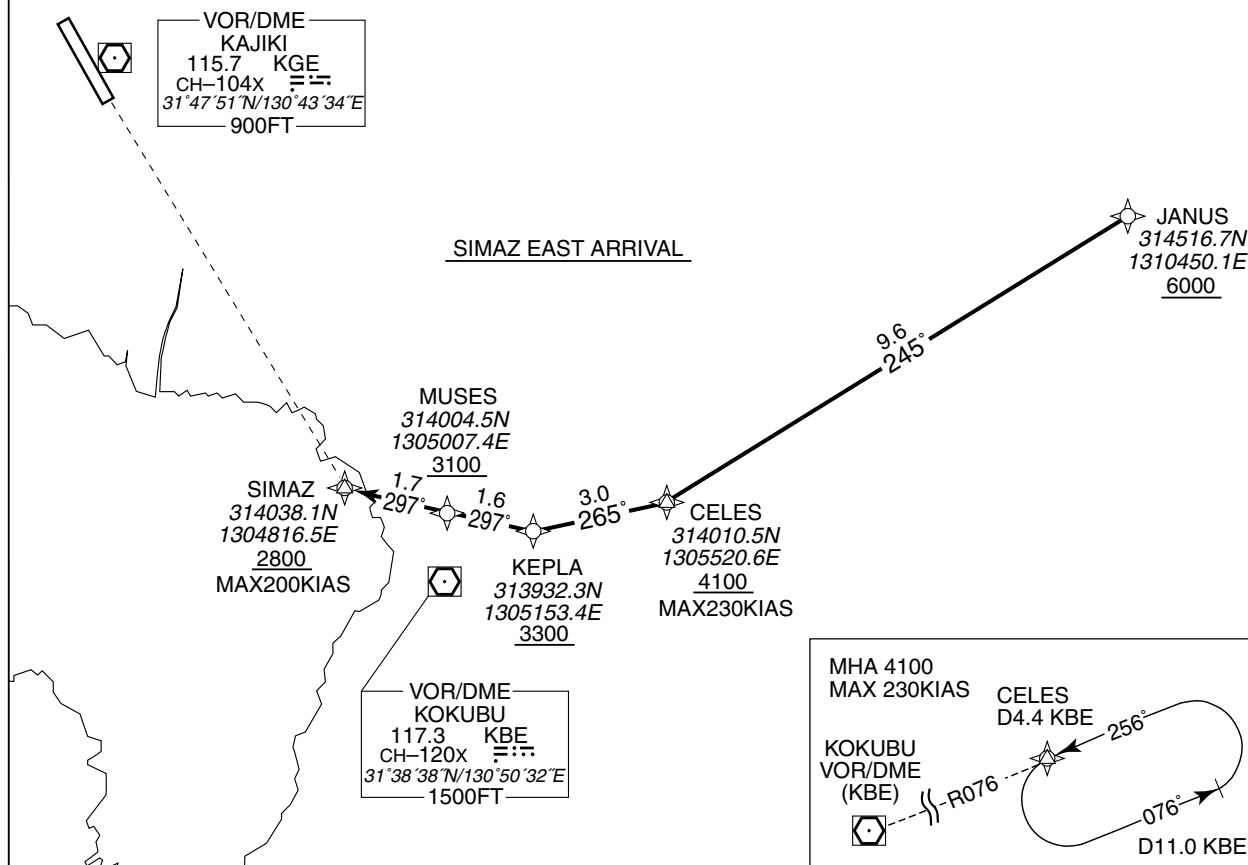 VOR/DME
KAJIKI
115.7 KGE
CH–104X
31°47´51˝N/130°43´34˝E
900FT
SIMAZ EAST ARRIVAL
JANUS
314516.7N
1310450.1E
6000
9.6
245°
MUSES
314004.5N
1305007.4E
3100
SIMAZ
314038.1N
1304816.5E
2800
MAX200KIAS
1.7
297°
1.6
297°
3.0
265°
CELES
314010.5N
1305520.6E
4100
MAX230KIAS
KEPLA
313932.3N
1305153.4E
3300
VOR/DME
KOKUBU
117.3 KBE
CH–120X
31°38´38˝N/130°50´32˝E
1500FT
MHA 4100
MAX 230KIAS
CELES
D4.4 KBE
KOKUBU
VOR/DME
(KBE)
R076
256°
076°
D11.0 KBE